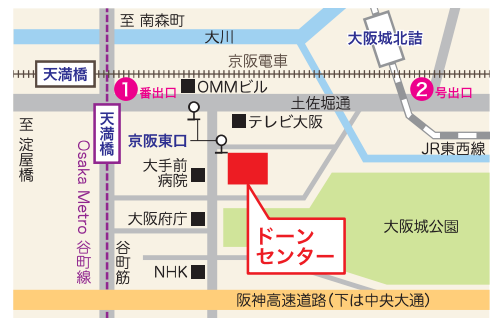 至 南森町
大川
大阪城北詰
京阪電車
天満橋
1番出口
OMMビル
2号出口
土佐堀通
天満橋
テレビ大阪
京阪東口
JR東西線
至 淀屋橋
大手前
病院
Osaka Metro 谷町線
大阪府庁
ドーン
センター
大阪城公園
谷町筋
NHK
阪神高速道路(下は中央大通)